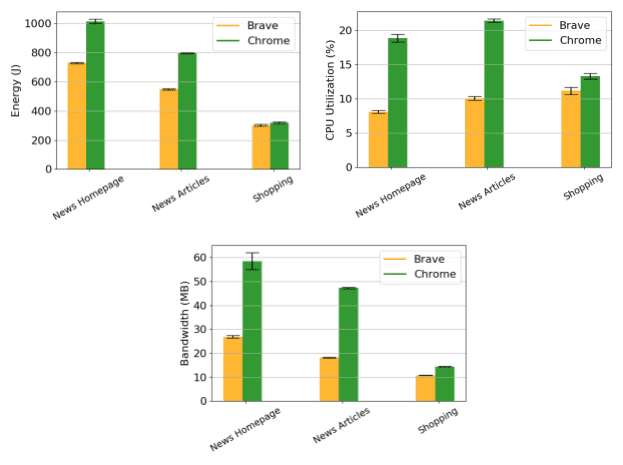 1000
800
600
400
200
0
Energy (J)
Brave
Chrome
News Homepage
News Articles
Shopping
20
15
10
5
0
CPU Utilization (%)
Brave
Chrome
News Homepage
News Articles
Shopping
60
50
40
30
20
10
0
Bandwidth (MB)
Brave
Chrome
News Homepage
News Articles
Shopping